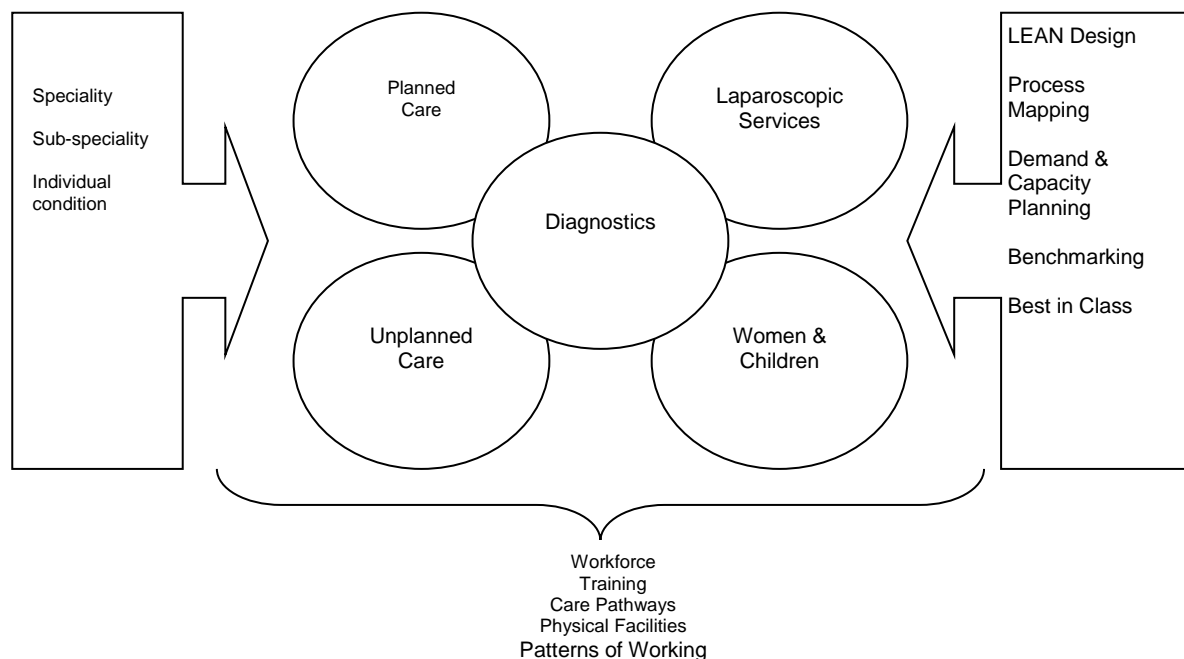 Speciality
Sub-speciality
Individual
condition
Planned
Care
Laparoscopic
Services
Diagnostics
Unplanned
Care
Women &
Children
LEAN Design
Process
Mapping
Demand &
Capacity
Planning
Benchmarking
Best in Class
Workforce
Training
Care Pathways
Physical Facilities
Patterns of Working